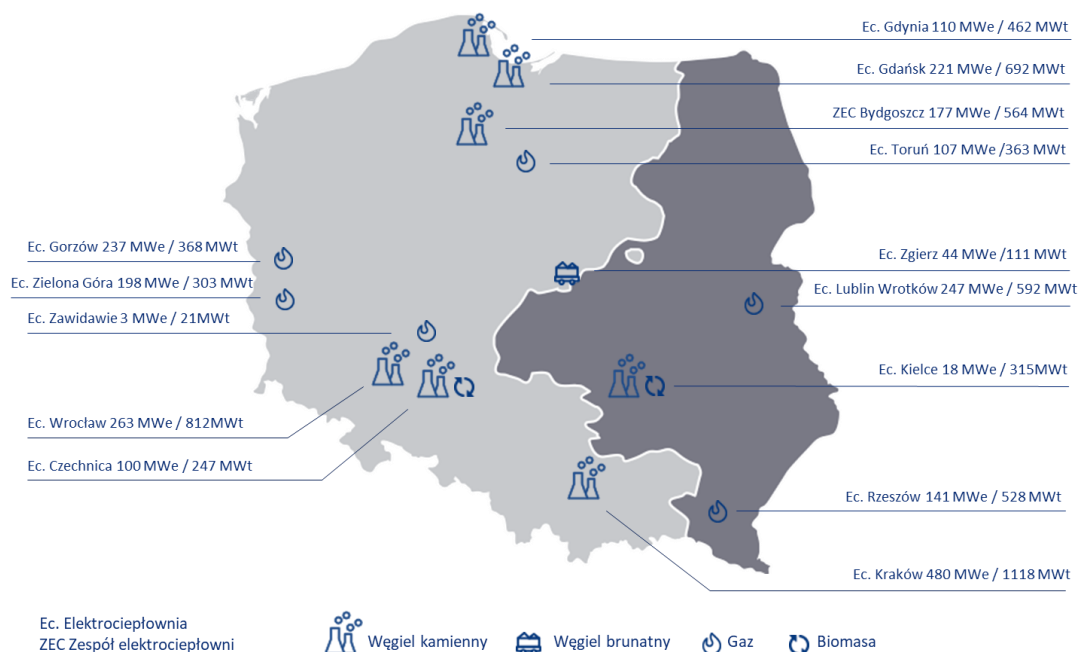 Ec. Gdynia 110 MWe / 462 MWt
Ec. Gdańsk 221 MWe / 692 MWt
ZEC Bydgoszcz 177 MWe / 564 MWt
Ec. Toruń 107 MWe /363 MWt
Ec. Gorzów 237 MWe / 368 MWt
Ec. Zgierz 44 MWe /111 MWt
Ec. Zielona Góra 198 MWe / 303 MWt
Ec. Lublin Wrotków 247 MWe / 592 MWt
Ec. Zawidawie 3 MWe / 21MWt
Ec. Kielce 18 MWe / 315MWt
Ec. Wrocław 263 MWe / 812MWt
Ec. Czechnica 100 MWe / 247 MWt
Ec. Rzeszów 141 MWe / 528 MWt
Ec. Kraków 480 MWe / 1118 MWt
Ec. Elektrociepłownia
ZEC Zespół elektrociepłowni
Węgiel kamienny
Węgiel brunatny
Gaz
Biomasa